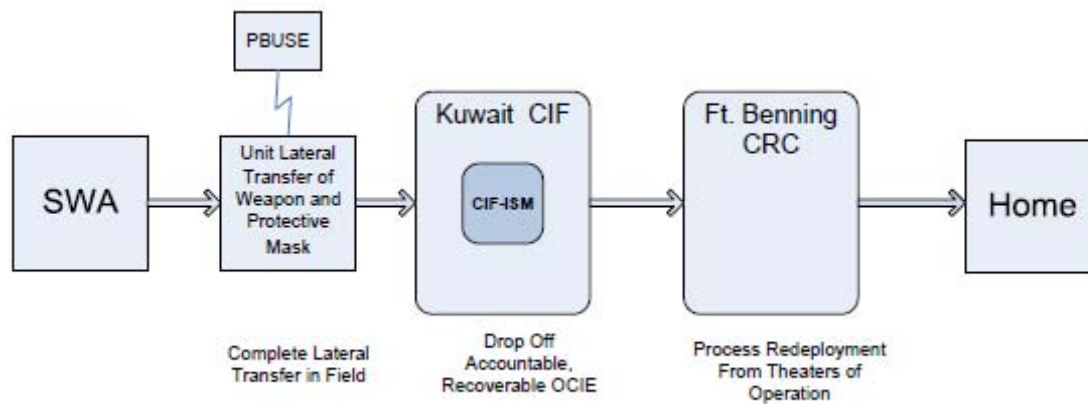 PBUSE
SWA
Unit Lateral
Transfer of
Weapon and
Protective
Mask
Kuwait CIF
CIF-ISM
Ft. Benning
CRC
Home
Complete Lateral
Transfer in Field
Drop Off
Accountable,
Recoverable OCIE
Process Redeployment
From Theaters of
Operation